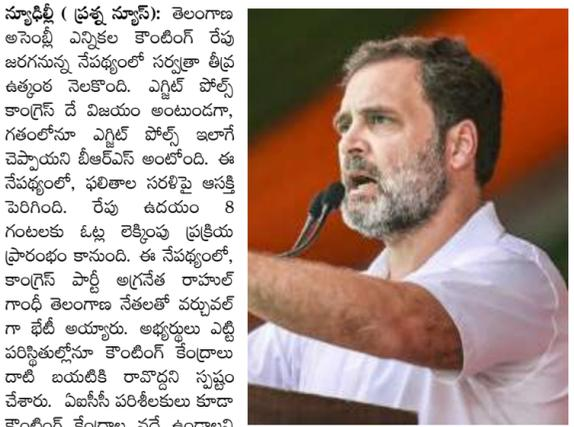 న్యూఢిల్లీ ( ప్రశ్న న్యూస్): తెలంగాణ
అసెంబ్లీ ఎన్నికల కౌంటింగ్ రేపు
జరగనున్న నేపథ్యంలో సర్వత్రా తీవ్ర
ఉత్కంఠ నెలకొంది. ఎగ్జిట్ పోల్స్
కాంగ్రెస్ దే విజయం అంటుండగా,
గతంలోనూ ఎగ్జిట్ పోల్స్ ఇలాగే
చెప్పాయని బీఆర్ఎస్ అంటోంది. ఈ
నేపథ్యంలో, ఫలితాల సరళిపై ఆసక్తి
పెరిగింది. రేపు ఉదయం 8
గంటలకు ఓట్ల లెక్కింపు ప్రక్రియ
ప్రారంభం కానుంది. ఈ నేపథ్యంలో,
కాంగ్రెస్ పార్టీ అగ్రనేత రాహుల్
గాంధీ తెలంగాణ నేతలతో వర్చువల్
గా భేటీ అయ్యారు. అభ్యర్థులు ఎట్టి
పరిస్థితుల్లోనూ కౌంటింగ్ కేంద్రాలు
దాటి బయటికి రావొద్దని స్పష్టం
చేశారు. ఏఐసీసీ పరిశీలకులు కూడా
కౌంటింగ్ కేంద్రాల వద్దే ఉండాలని